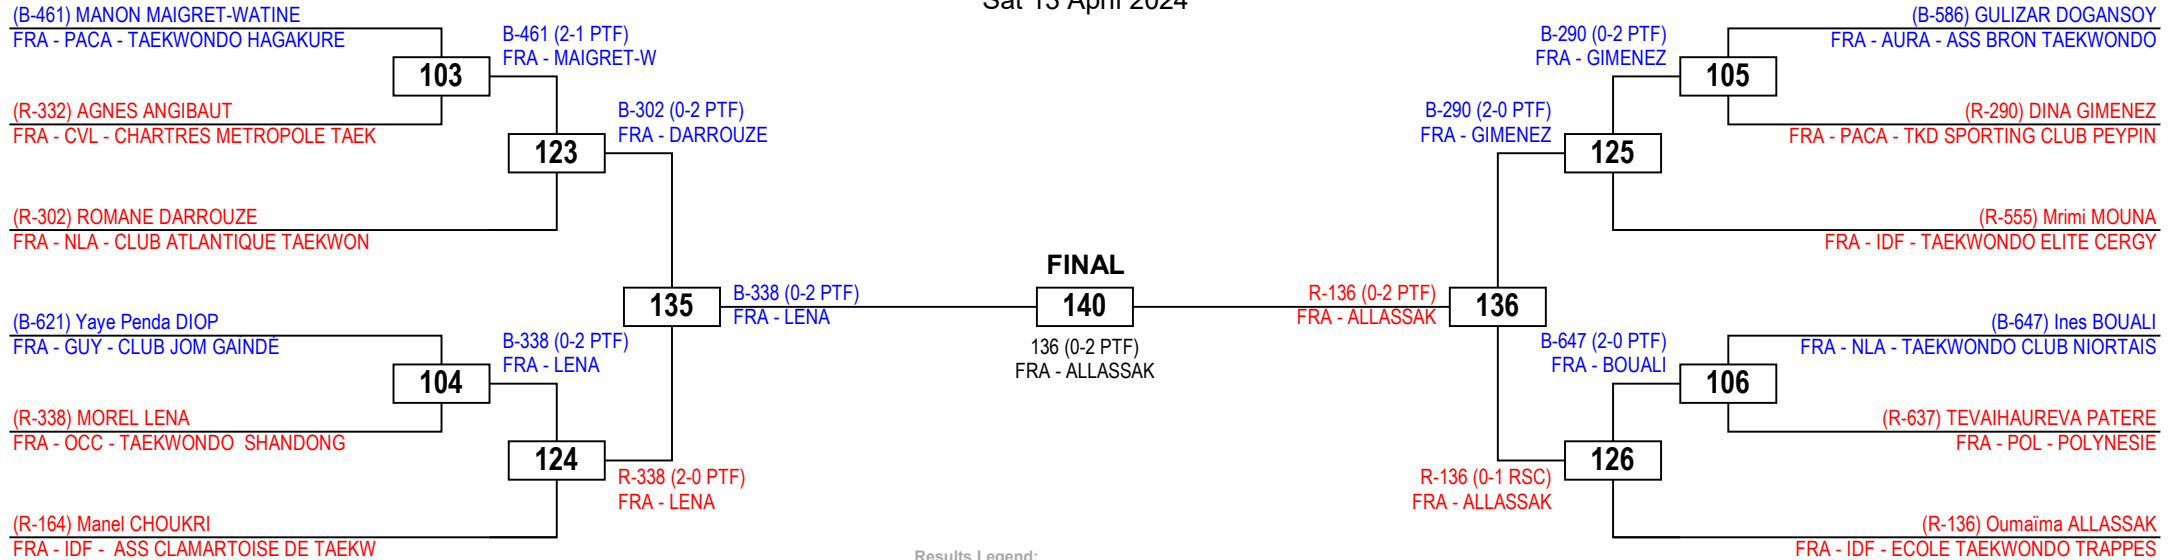 Sat 13 April 2024
(B-461) MANON MAIGRET-WATINE
FRA - PACA - TAEKWONDO HAGAKURE
103
(R-332) AGNES ANGIBAUT
FRA - CVL - CHARTRES METROPOLE TAEK
B-461 (2-1 PTF)
FRA - MAIGRET-W
123
(R-302) ROMANE DARROUZE
FRA - NLA - CLUB ATLANTIQUE TAEKWON
B-302 (0-2 PTF)
FRA - DARROUZE
135
(B-621) Yaye Penda DIOP
FRA - GUY - CLUB JOM GAINDÉ
104
(R-338) MOREL LENA
FRA - OCC - TAEKWONDO  SHANDONG
B-338 (0-2 PTF)
FRA - LENA
124
(R-164) Manel CHOUKRI
FRA - IDF -  ASS CLAMARTOISE DE TAEKW
R-338 (2-0 PTF)
FRA - LENA
B-338 (0-2 PTF)
FRA - LENA
FINAL
140
136 (0-2 PTF)
FRA - ALLASSAK
R-136 (0-2 PTF)
FRA - ALLASSAK
136
B-290 (2-0 PTF)
FRA - GIMENEZ
125
B-290 (0-2 PTF)
FRA - GIMENEZ
105
(B-586) GULIZAR DOGANSOY
FRA - AURA - ASS BRON TAEKWONDO
(R-290) DINA GIMENEZ
FRA - PACA - TKD SPORTING CLUB PEYPIN
(R-555) Mrimi MOUNA
FRA - IDF - TAEKWONDO ELITE CERGY
B-647 (2-0 PTF)
FRA - BOUALI
106
(B-647) Ines BOUALI
FRA - NLA - TAEKWONDO CLUB NIORTAIS
(R-637) TEVAIHAUREVA PATERE
FRA - POL - POLYNESIE
126
R-136 (0-1 RSC)
FRA - ALLASSAK
(R-136) Oumaïma ALLASSAK
FRA - IDF - ECOLE TAEKWONDO TRAPPES
Results Legend: